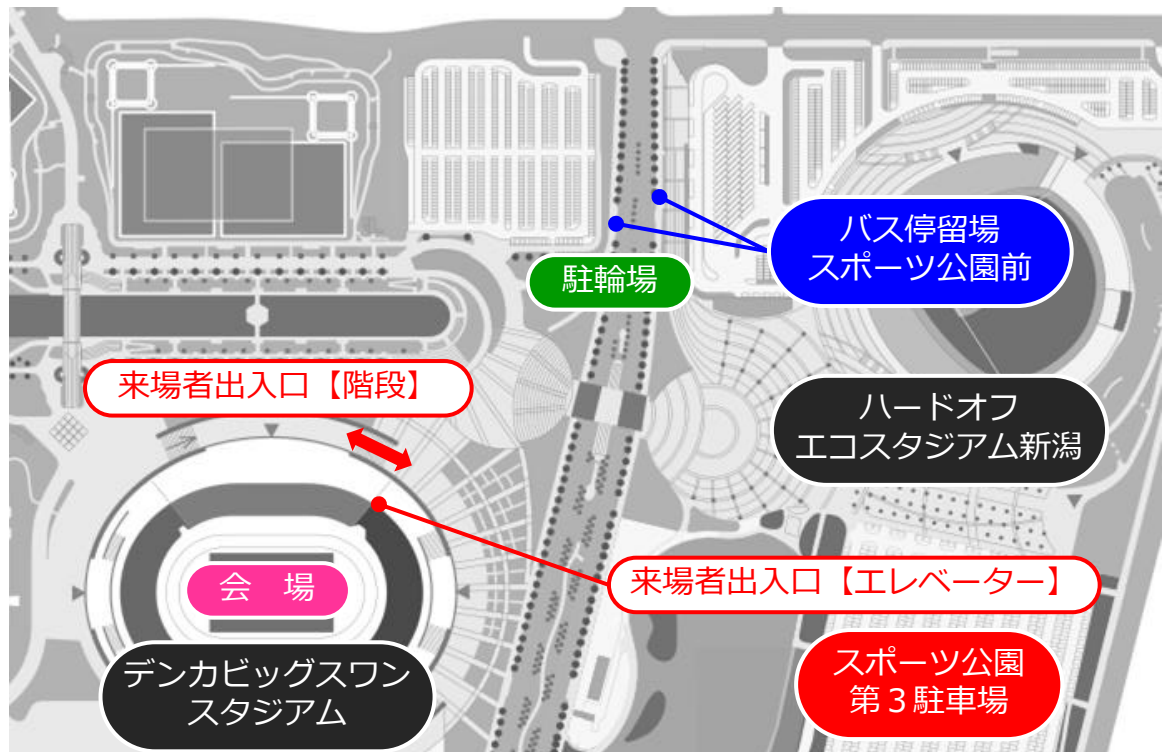 バス停留場
スポーツ公園前
駐輪場
来場者出入口【階段】
ハードオフ
エコスタジアム新潟
来場者出入口【エレベーター】
会　場
デンカビッグスワン
スタジアム
スポーツ公園
第３駐車場